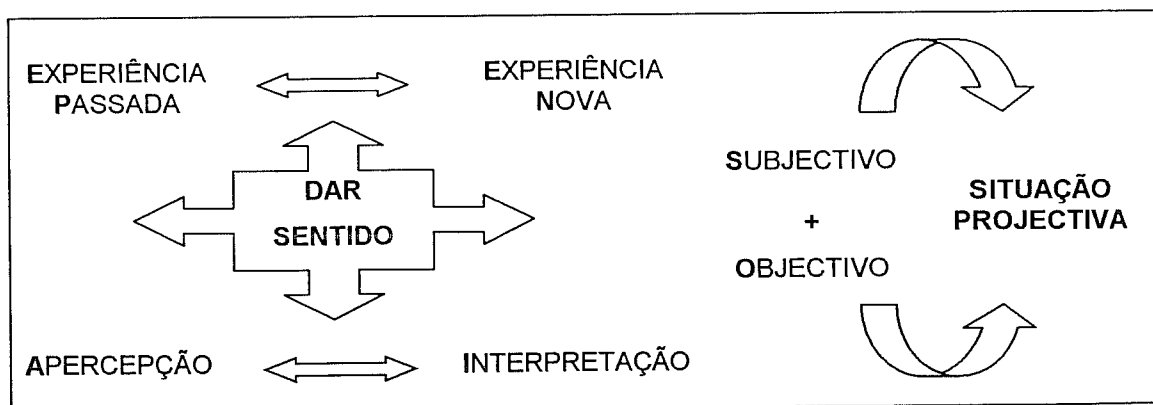 EXPERIÊNCIA
PASSADA
EXPERIÊNCIA
NOVA
DAR
SENTIDO
APERCEPÇÃO
INTERPRETAÇÃO
SUBJECTIVO
+
OBJECTIVO
SITUAÇÃO
PROJECTIVA